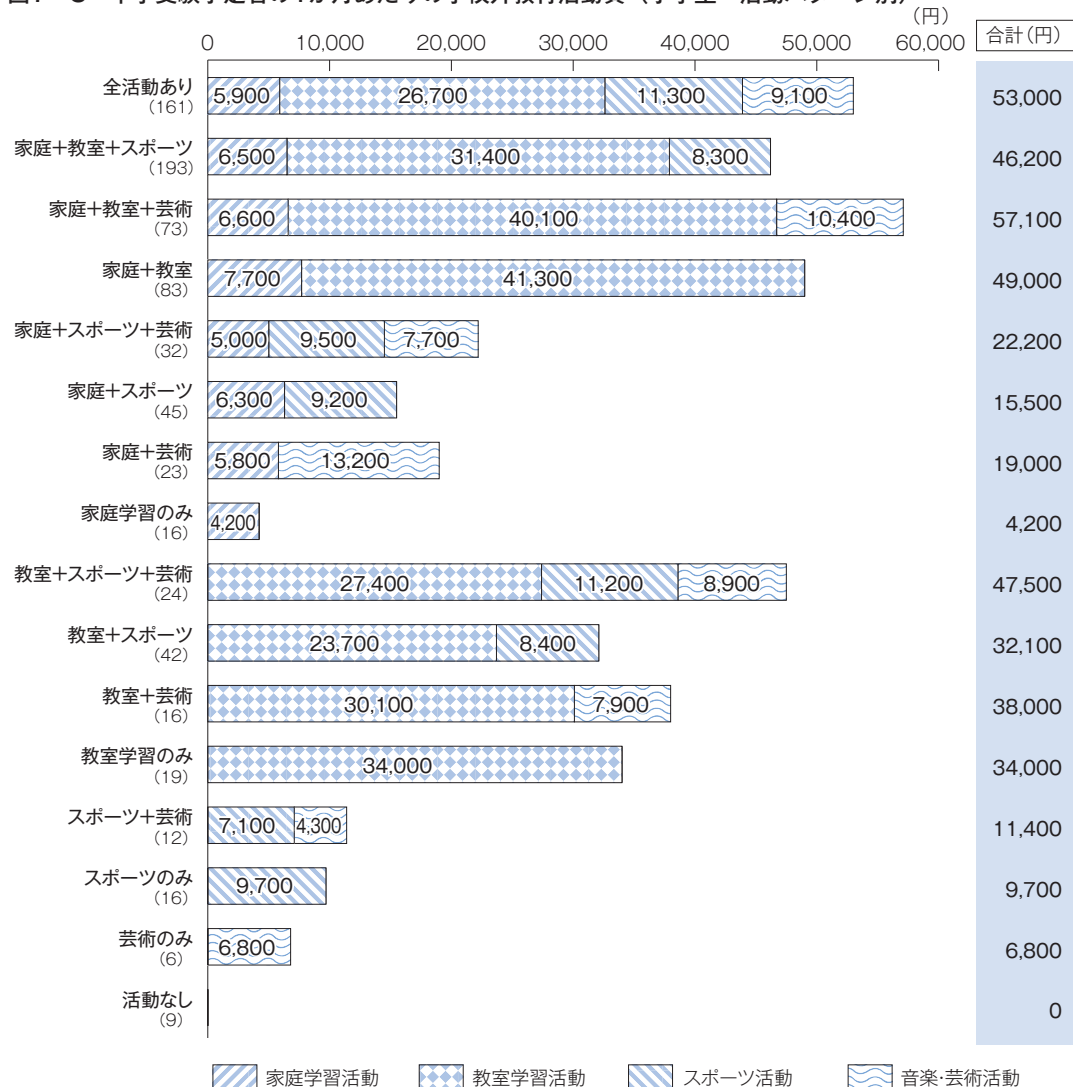 (円)
0 10,000 20,000 30,000 40,000 50,000 60,000 合計(円)
全活動あり
(161)
5,900 26,700 11,300 9,100 53,000
家庭+教室+スポーツ
(193)
6,500 31,400 8,300 46,200
家庭+教室+芸術
(73)
6,600 40,100 10,400 57,100
家庭+教室
(83)
7,700 41,300 49,000
家庭+スポーツ+芸術
(32)
5,000 9,500 7,700 22,200
家庭+スポーツ
(45)
6,300 9,200 15,500
家庭+芸術
(23)
5,800 13,200 19,000
家庭学習のみ
(16)
4,200 4,200
教室+スポーツ+芸術
(24)
27,400 11,200 8,900 47,500
教室+スポーツ
(42)
23,700 8,400 32,100
教室+芸術
(16)
30,100 7,900 38,000
教室学習のみ
(19)
34,000 34,000
スポーツ+芸術
(12)
7,100 4,300 11,400
スポーツのみ
(16)
9,700 9,700
芸術のみ
(6)
6,800 6,800
活動なし
(9)
0
家庭学習活動 教室学習活動 スポーツ活動 音楽・芸術活動